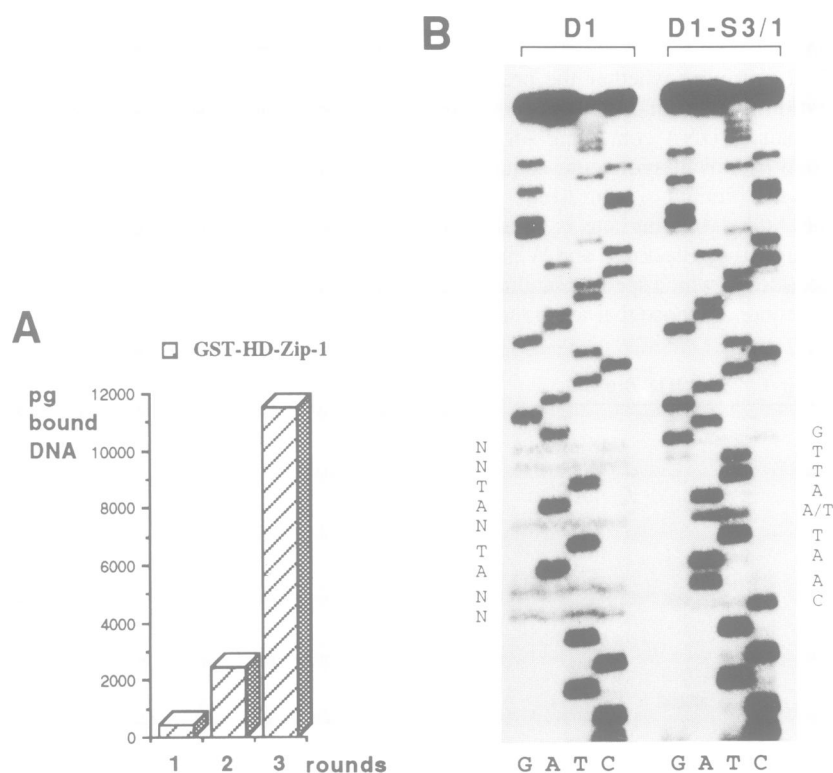 B
D1
D1-S3/1
A
GST-HD-Zip-1
pg
bound
DNA
12000
10000
8000
6000
4000
2000
0
1 2 3 rounds
N
N
T
A
N
T
A
N
N
G
T
T
A
A/T
T
A
A
C
G A T C
G A T C